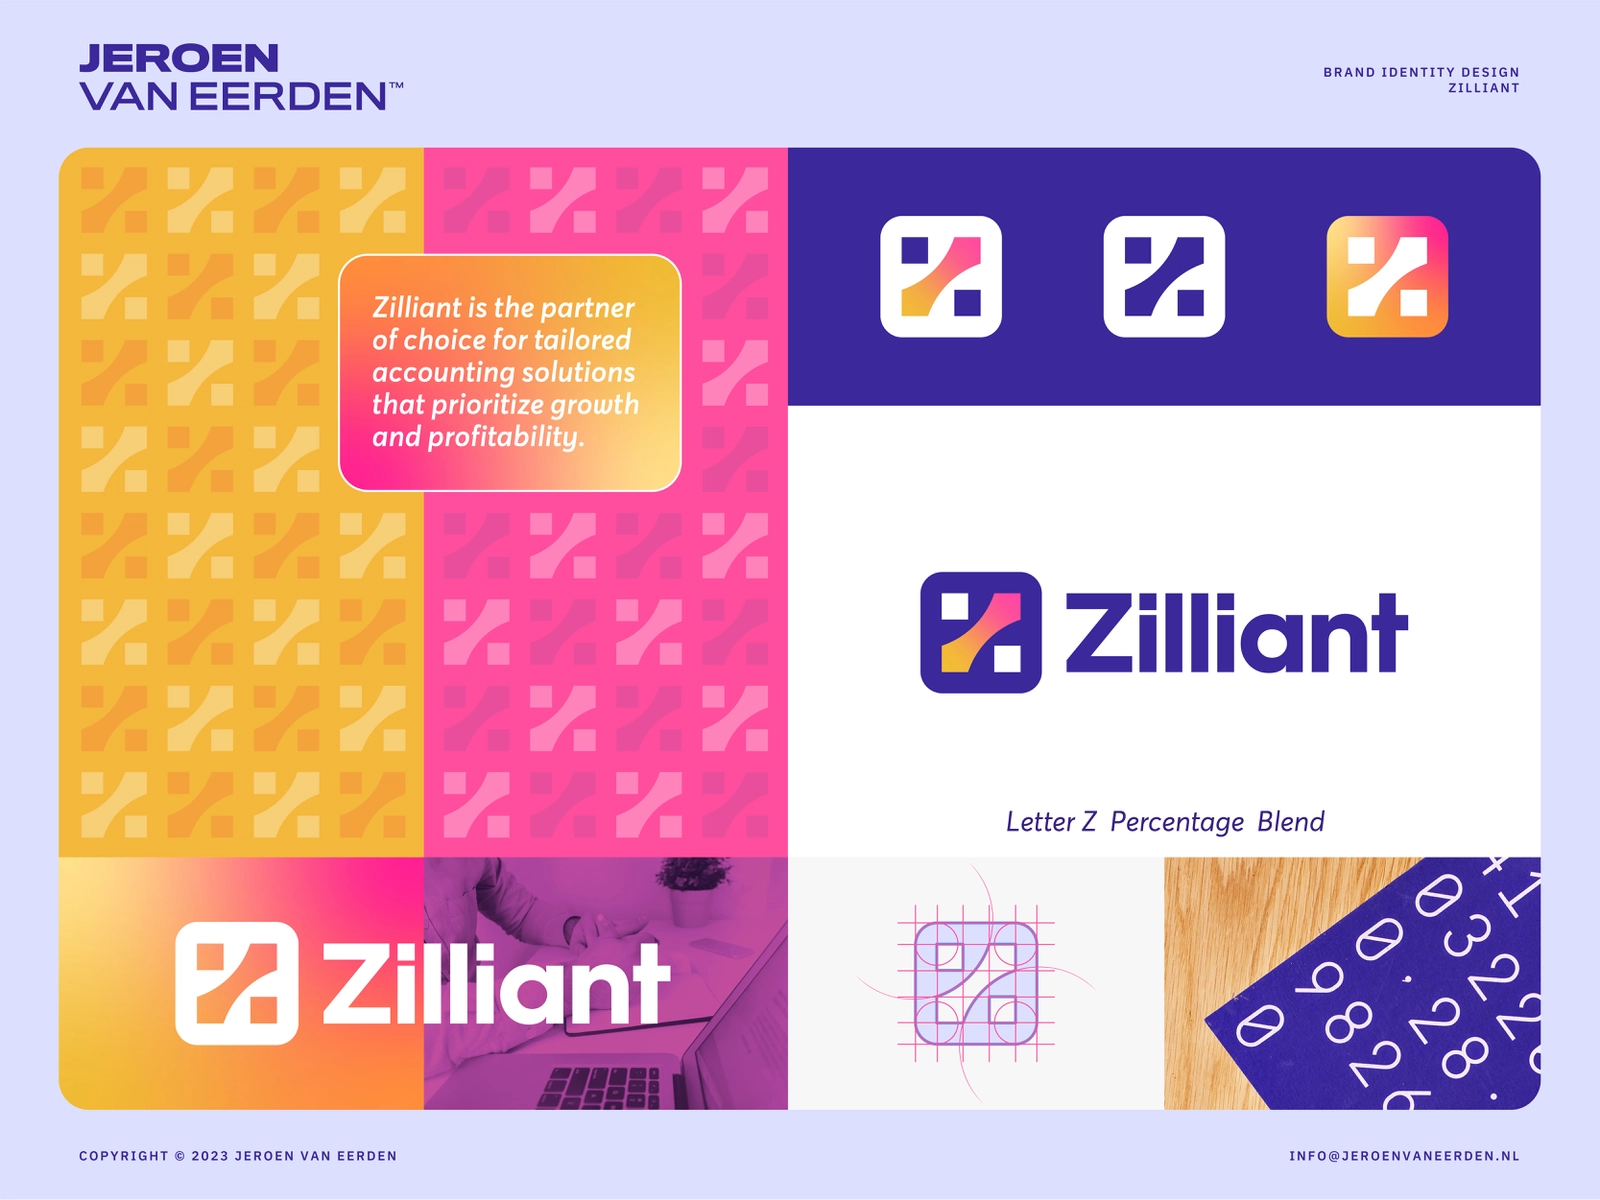 JEROEN
VAN EERDEN™
BRAND IDENTITY DESIGN
ZILLIANT
Zilliant is the partner
of choice for tailored
accounting solutions
that prioritize growth
and profitability.
Zilliant
Letter Z Percentage Blend
Zilliant
COPYRIGHT © 2023 JEROEN VAN EERDEN
INFO@JEROENVANEERDEN.NL